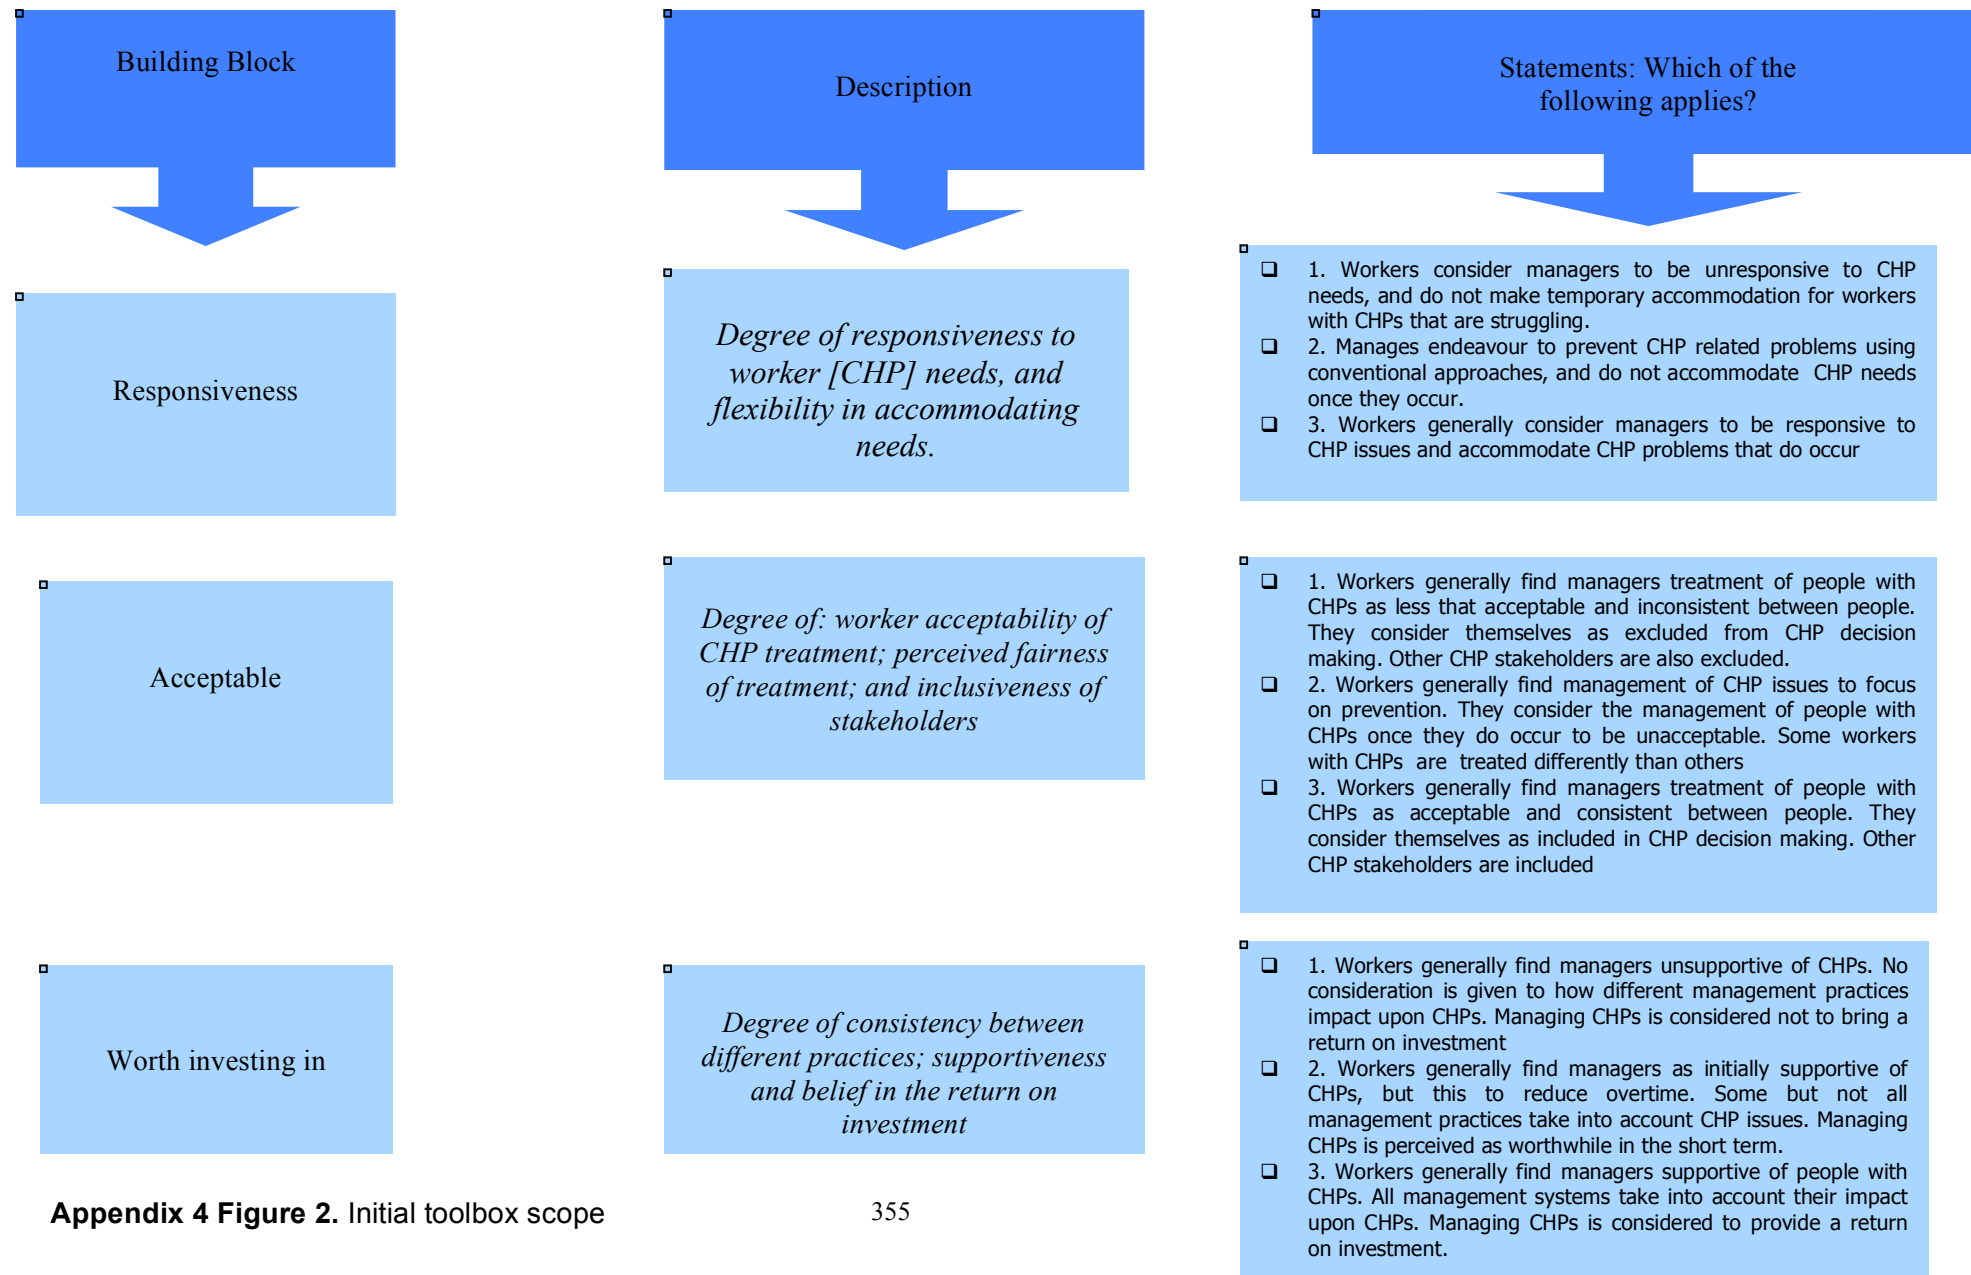 Building Block
Description
Statements: Which of the
following applies?
Responsiveness
Degree of responsiveness to
worker [CHP] needs, and
flexibility in accommodating
needs.
❑ 1. Workers consider managers to be unresponsive to CHP
needs, and do not make temporary accommodation for workers
with CHPs that are struggling.
❑ 2. Manages endeavour to prevent CHP related problems using
conventional approaches, and do not accommodate CHP needs
once they occur.
❑ 3. Workers generally consider managers to be responsive to
CHP issues and accommodate CHP problems that do occur
Acceptable
Degree of: worker acceptability of
CHP treatment; perceived fairness
of treatment; and inclusiveness of
stakeholders
❑ 1. Workers generally find managers treatment of people with
CHPs as less that acceptable and inconsistent between people.
They consider themselves as excluded from CHP decision
making. Other CHP stakeholders are also excluded.
❑ 2. Workers generally find management of CHP issues to focus
on prevention. They consider the management of people with
CHPs once they do occur to be unacceptable. Some workers
with CHPs are treated differently than others
❑ 3. Workers generally find managers treatment of people with
CHPs as acceptable and consistent between people. They
consider themselves as included in CHP decision making. Other
CHP stakeholders are included
Worth investing in
Degree of consistency between
different practices; supportiveness
and belief in the return on
investment
❑ 1. Workers generally find managers unsupportive of CHPs. No
consideration is given to how different management practices
impact upon CHPs. Managing CHPs is considered not to bring a
return on investment
❑ 2. Workers generally find managers as initially supportive of
CHPs, but this to reduce overtime. Some but not all
management practices take into account CHP issues. Managing
CHPs is perceived as worthwhile in the short term.
❑ 3. Workers generally find managers supportive of people with
CHPs. All management systems take into account their impact
upon CHPs. Managing CHPs is considered to provide a return
on investment.
Appendix 4 Figure 2. Initial toolbox scope
355